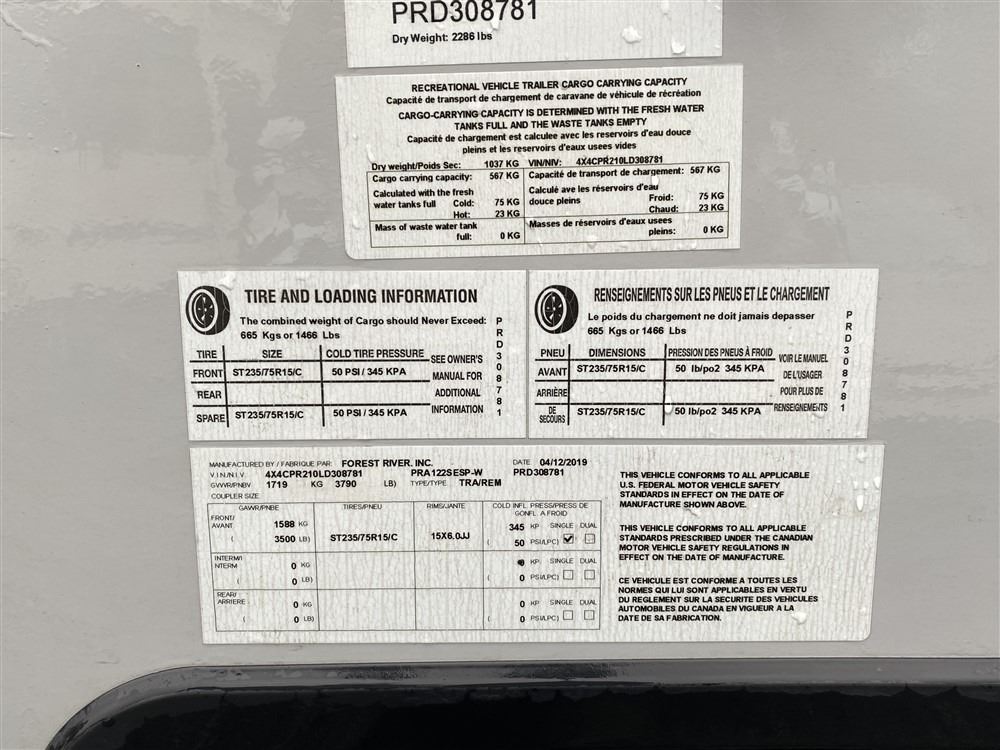 PRD308781
Dry Weight: 2286 lbs
RECREATIONAL VEHICLE TRAILER CARGO CARRYING CAPACITY
Capacité de transport de chargement de caravane de véhicule de récréation
CARGO-CARRYING CAPACITY IS DETERMINED WITH THE FRESH WATER
TANKS FULL AND THE WASTE TANKS EMPTY
Capacité de chargement est calculee avec les reservoirs d'eau douce
pleins et les reservoirs d'eaux usees vides
Dry weight/Poids Sec: 1037 KG VIN/NIV: 4X4CPR210LD308781
Cargo carrying capacity: 567 KG Capacité de transport de chargement: 567 KG
Calculated with the fresh
water tanks full Cold: 75 KG
Hot: 23 KG
Calculé ave les réservoirs d'eau
douce pleins Froid: 75 KG
Chaud: 23 KG
Mass of waste water tank
full: 0 KG
Masses de réservoirs d'eaux usees
pleins: 0 KG
TIRE AND LOADING INFORMATION
The combined weight of Cargo should Never Exceed:
665 Kgs or 1466 Lbs
TIRE SIZE COLD TIRE PRESSURE
FRONT ST235/75R15/C 50 PSI / 345 KPA
REAR
SPARE ST235/75R15/C 50 PSI / 345 KPA
SEE OWNER'S
MANUAL FOR
ADDITIONAL
INFORMATION
PRD308781
RENSEIGNEMENTS SUR LES PNEUS ET LE CHARGEMENT
Le poids du chargement ne doit jamais depasser
665 Kgs or 1466 Lbs
PNEU DIMENSIONS PRESSION DES PNEUS À FROID
AVANT ST235/75R15/C 50 lb/po2 345 KPA
ARRIÈRE
DE
SECOURS ST235/75R15/C 50 lb/po2 345 KPA
VOIR LE MANUEL
DE L'USAGER
POUR PLUS DE
RENSEIGNEMENTS
PRD308781
MANUFACTURED BY / FABRIQUE PAR: FOREST RIVER, INC. DATE 04/12/2019
V.I.N./N.I.V. 4X4CPR210LD308781 PRA122SESP-W PRD308781
GVWR/PNBV 1719 KG 3790 LB) TYPE/TYPE TRA/REM
COUPLER SIZE
GAWR/PNBE TIRES/PNEU RIMS/JANTE COLD INFL. PRESS/PRESS DE
GONFL. A FROID
FRONT/
AVANT 1588 KG 345 KP SINGLE DUAL
( 3500 LB) ST235/75R15/C 15X6.0JJ ( 50 PSI/LPC)
INTERM/
NTERM 0 KG 0 KP SINGLE DUAL
( 0 LB) ( 0 PSI/LPC)
REAR/
ARRIERE 0 KG 0 KP SINGLE DUAL
( 0 LB) ( 0 PSI/LPC)
THIS VEHICLE CONFORMS TO ALL APPLICABLE
U.S. FEDERAL MOTOR VEHICLE SAFETY
STANDARDS IN EFFECT ON THE DATE OF
MANUFACTURE SHOWN ABOVE.
THIS VEHICLE CONFORMS TO ALL APPLICABLE
STANDARDS PRESCRIBED UNDER THE CANADIAN
MOTOR VEHICLE SAFETY REGULATIONS IN
EFFECT ON THE DATE OF MANUFACTURE.
CE VEHICULE EST CONFORME A TOUTES LES
NORMES QUI LUI SONT APPLICABLES EN VERTU
DU REGLEMENT SUR LA SECURITE DES VEHICULES
AUTOMOBILES DU CANADA EN VIGUEUR A LA
DATE DE SA FABRICATION.